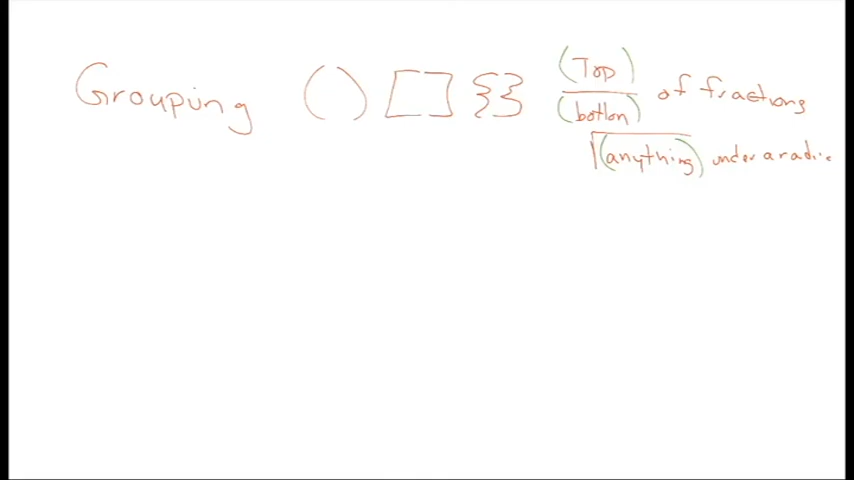 Grouping ( ) [ ] { } (Top)
(bottom) of fractions
√(anything) under a radic